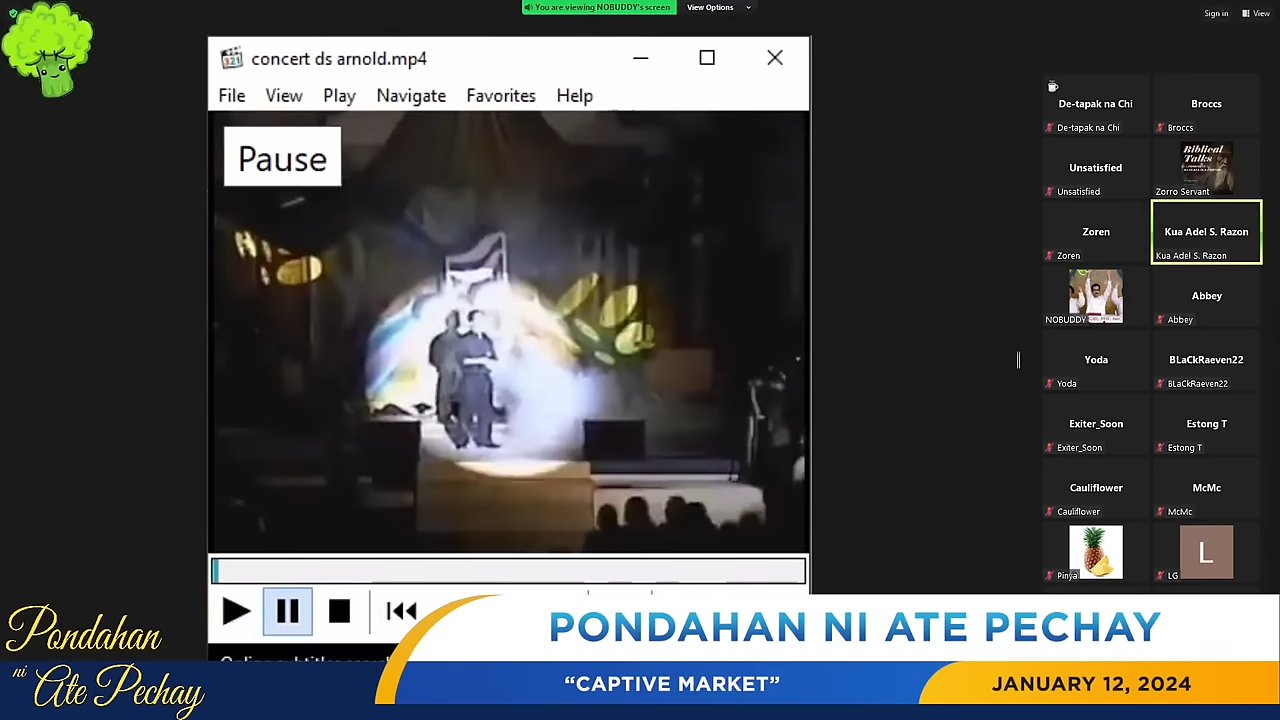 You are viewing NOBUDDY's screen
View Options
Sign in
View
concert ds arnold.mp4
File View Play Navigate Favorites Help
Pause
De-tapak na Chi
De-tapak na Chi
Broccs
Broccs
Unsatisfied
Unsatisfied
Biblical
Talks
Zorro Servant
Zoren
Zoren
Kua Adel S. Razon
Kua Adel S. Razon
NOBUDDY
Abbey
Abbey
Yoda
Yoda
BLaCkRaeven22
BLaCkRaeven22
Exiter_Soon
Exiter_Soon
Estong T
Estong T
Cauliflower
Cauliflower
McMc
McMc
Pinya
L
LG
Pondahan
ni
Ate Pechay
PONDAHAN NI ATE PECHAY
“CAPTIVE MARKET”
JANUARY 12, 2024